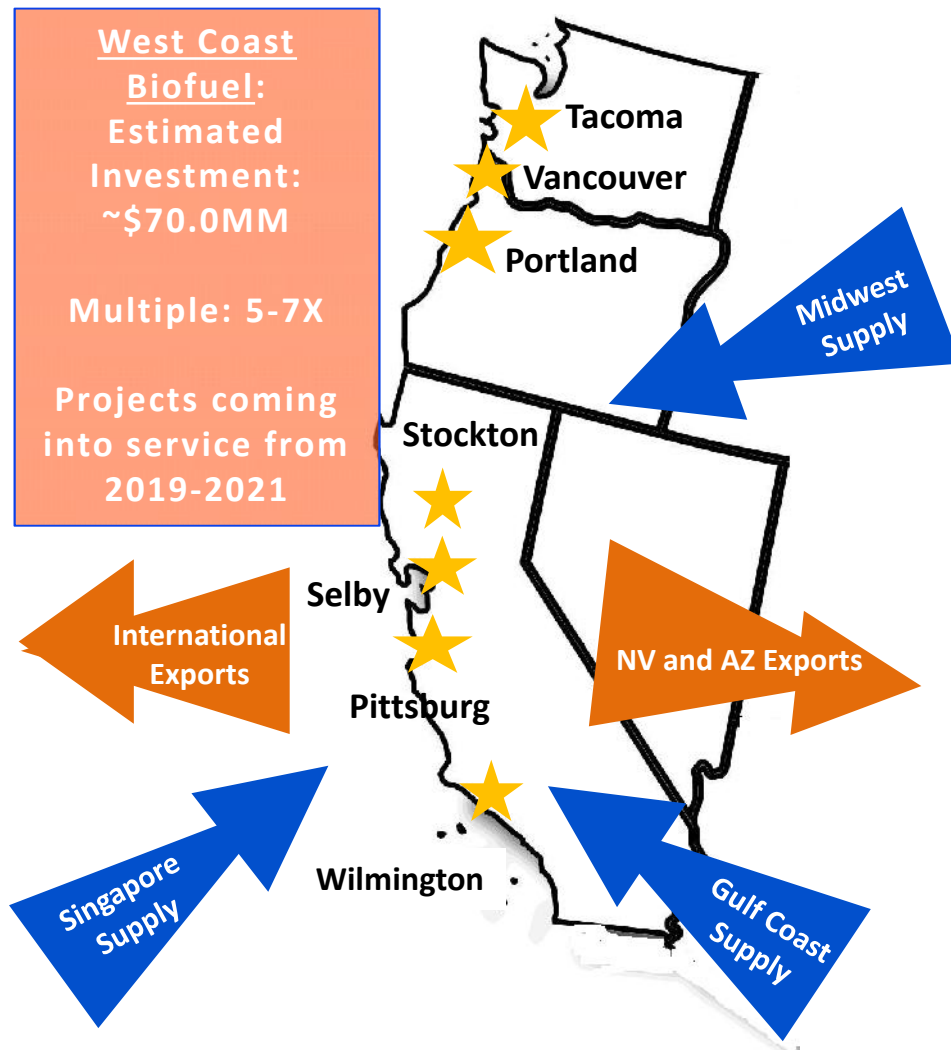 West Coast
Biofuel:
Estimated
Investment:
~$70.0MM
Multiple: 5-7X
Projects coming
into service from
2019-2021
Tacoma
Vancouver
Portland
Midwest
Supply
Stockton
Selby
International
Exports
NV and AZ Exports
Pittsburg
Singapore
Supply
Wilmington
Gulf Coast
Supply